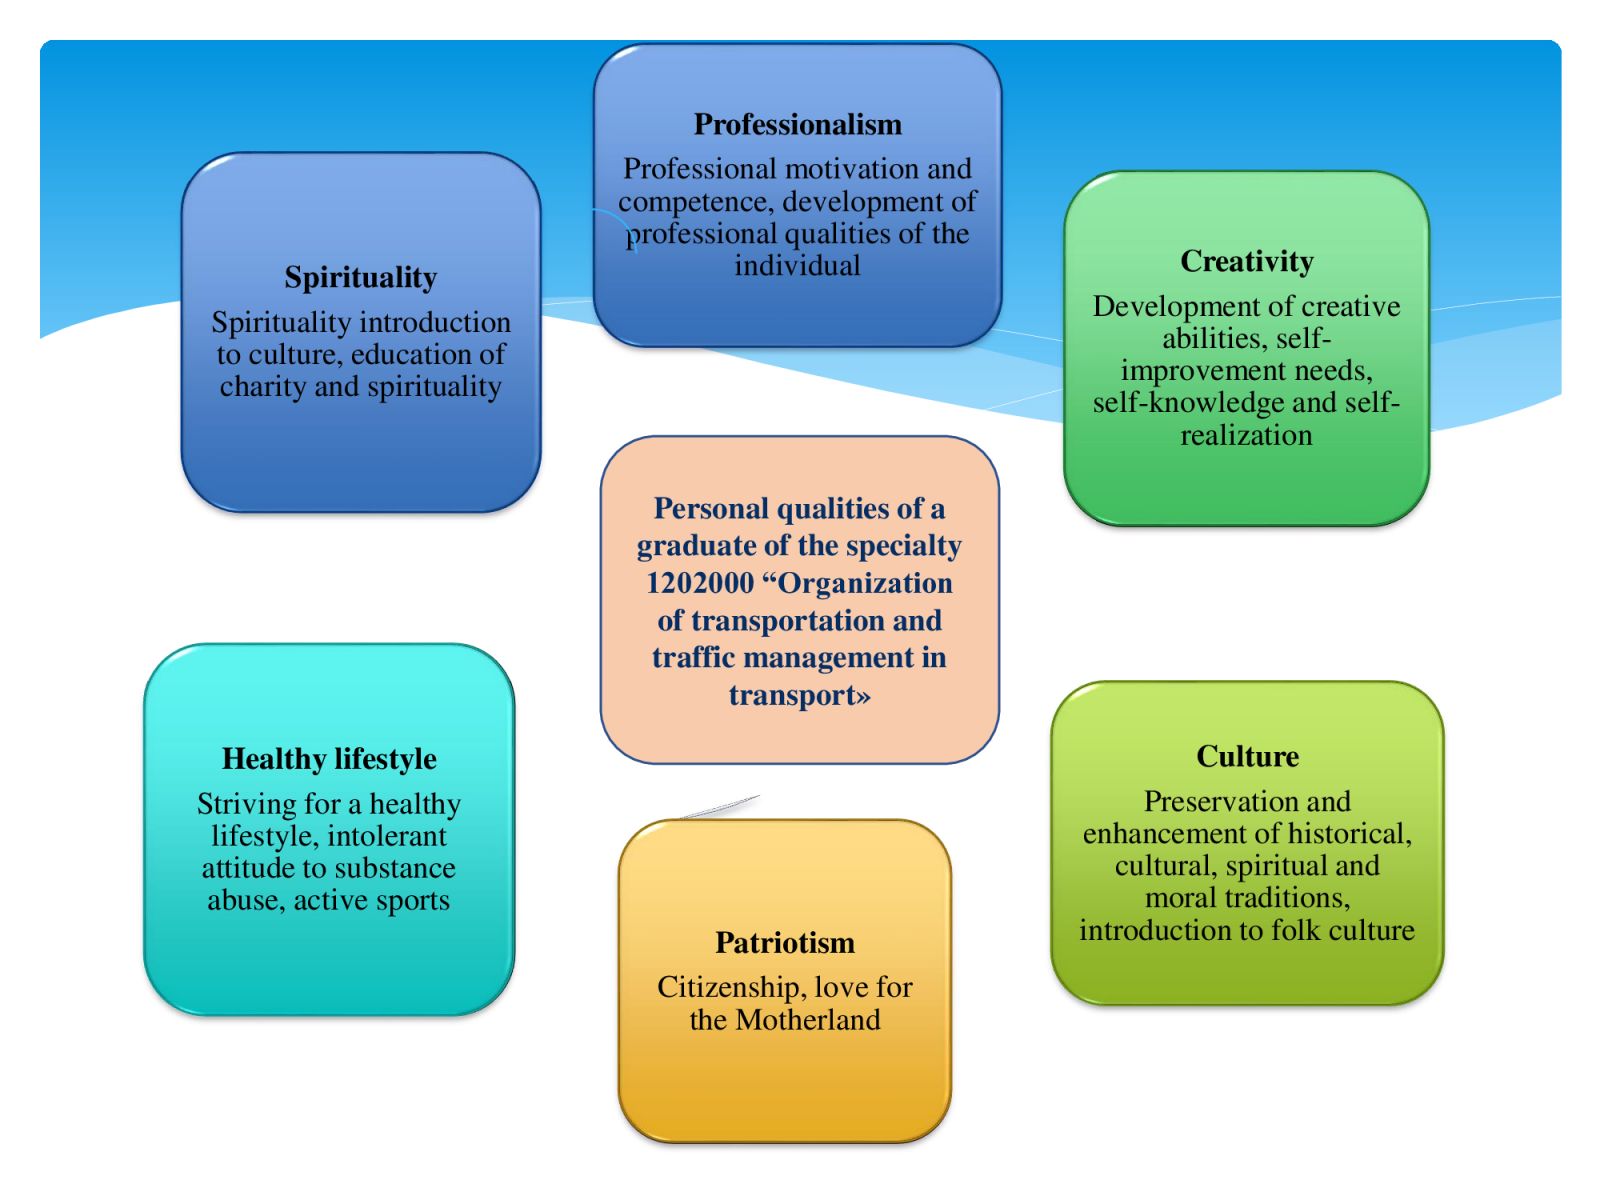 Professionalism
Professional motivation and
competence, development of
professional qualities of the
individual
Spirituality
Spirituality introduction
to culture, education of
charity and spirituality
Creativity
Development of creative
abilities, self-
improvement needs,
self-knowledge and self-
realization
Personal qualities of a
graduate of the specialty
1202000 “Organization
of transportation and
traffic management in
transport»
Healthy lifestyle
Striving for a healthy
lifestyle, intolerant
attitude to substance
abuse, active sports
Culture
Preservation and
enhancement of historical,
cultural, spiritual and
moral traditions,
introduction to folk culture
Patriotism
Citizenship, love for
the Motherland